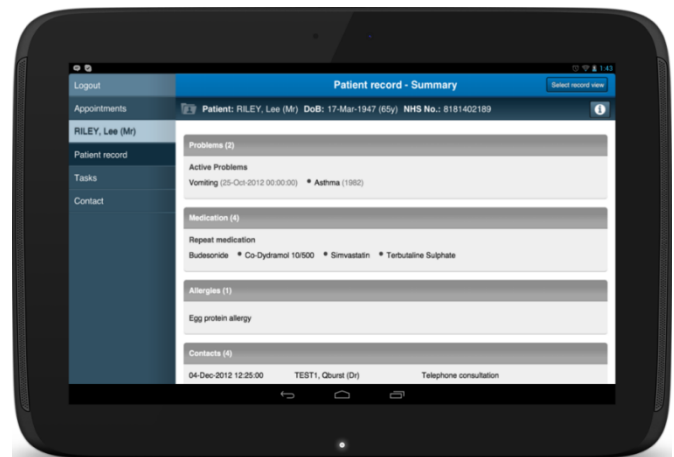 1:43
Logout
Patient record - Summary
Select record view
Appointments
Patient: RILEY, Lee (Mr) DoB: 17-Mar-1947 (65y) NHS No.: 8181402189
RILEY, Lee (Mr)
Patient record
Tasks
Contact
Problems (2)
Active Problems
Vomiting (25-Oct-2012 00:00:00) * Asthma (1982)
Medication (4)
Repeat medication
Budesonide * Co-Dydramol 10/500 * Simvastatin * Terbutaline Sulphate
Allergies (1)
Egg protein allergy
Contacts (4)
04-Dec-2012 12:25:00 TEST1, Qburst (Dr) Telephone consultation